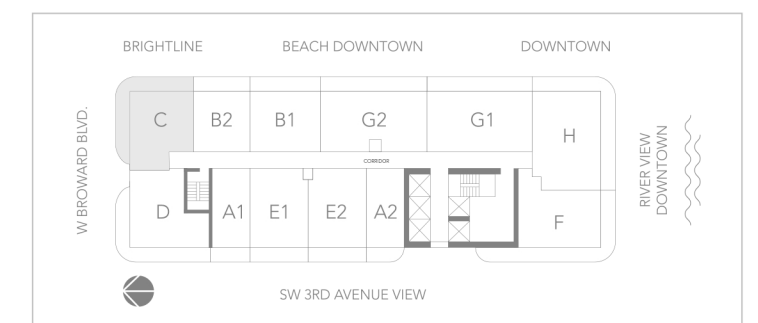 BRIGHTLINE BEACH DOWNTOWN DOWNTOWN
W BROWARD BLVD.
C B2 B1 G2 G1
H
CORRIDOR
RIVER VIEW
DOWNTOWN
D A1 E1 E2 A2
F
SW 3RD AVENUE VIEW